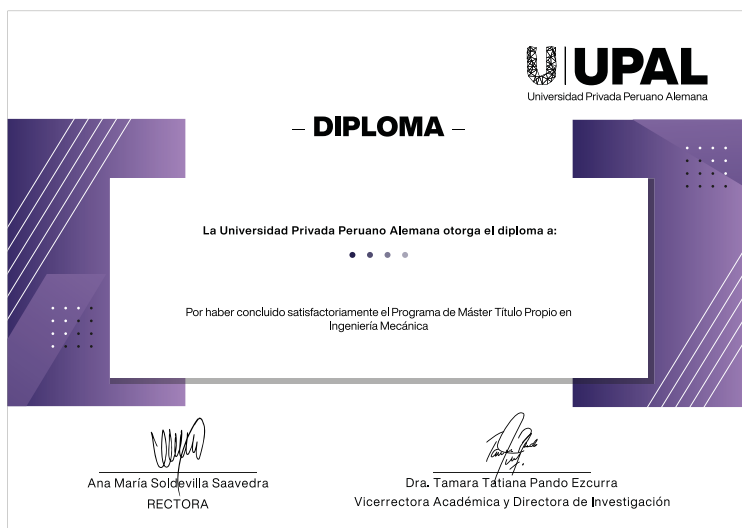 UPAL
Universidad Privada Peruano Alemana
– DIPLOMA –
La Universidad Privada Peruano Alemana otorga el diploma a:
Por haber concluido satisfactoriamente el Programa de Máster Título Propio en
Ingeniería Mecánica
Ana María Soldevilla Saavedra
RECTORA
Dra. Tamara Tatiana Pando Ezcurra
Vicerrectora Académica y Directora de Investigación